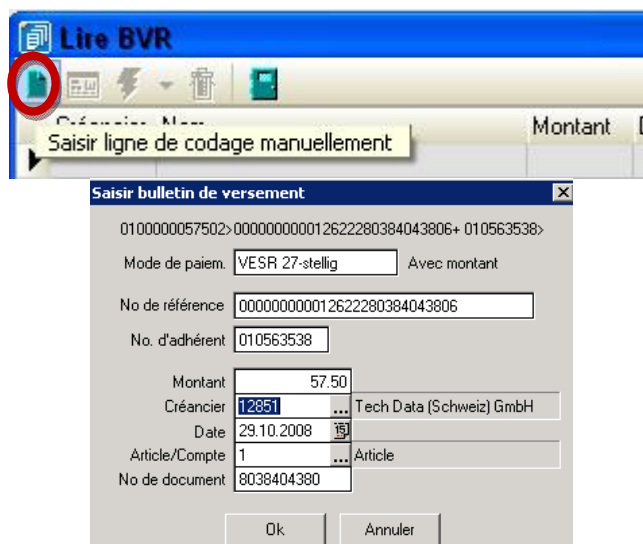 Lire BVR
Montant
Saisir ligne de codage manuellement
Saisir bulletin de versement
0100000057502>000000000012622280384043806+ 010563538>
Mode de paiem. VESR 27-stellig Avec montant
No de référence 000000000012622280384043806
No. d'adhérent 010563538
Montant 57.50
Créancier 12851 ... Tech Data (Schweiz) GmbH
Date 29.10.2008 15
Article/Compte 1 ... Article
No de document 8038404380
Ok Annuler